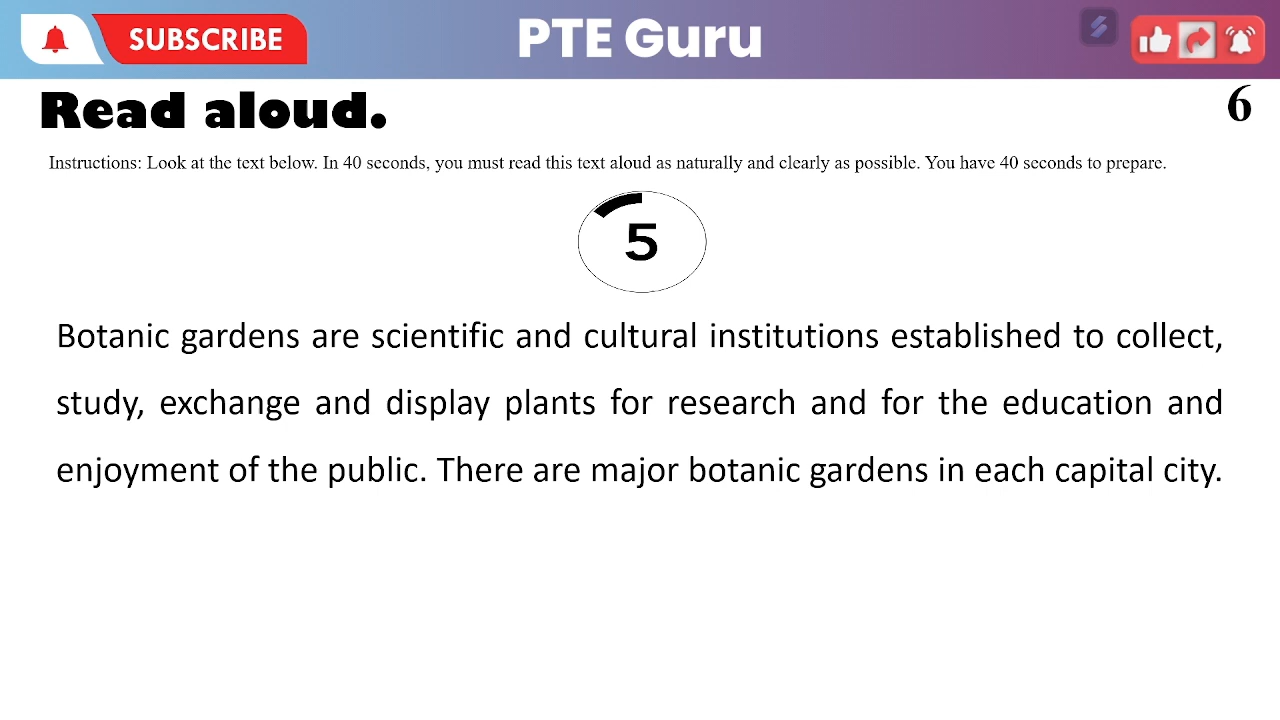 SUBSCRIBE
PTE Guru
Read aloud.
6
Instructions: Look at the text below. In 40 seconds, you must read this text aloud as naturally and clearly as possible. You have 40 seconds to prepare.
5
Botanic gardens are scientific and cultural institutions established to collect,
study, exchange and display plants for research and for the education and
enjoyment of the public. There are major botanic gardens in each capital city.